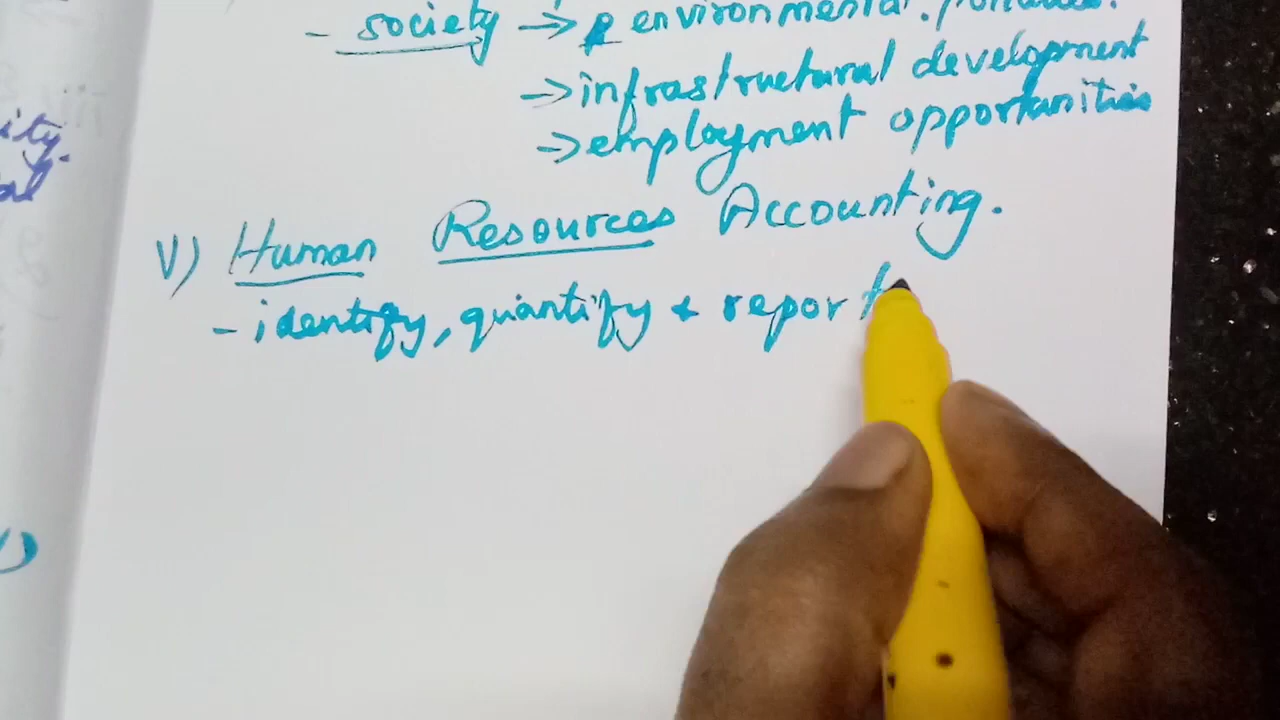 - society → environmental.
→ infrastructural development
→ employment opportunities
V) Human Resources Accounting.
- identify, quantify & report